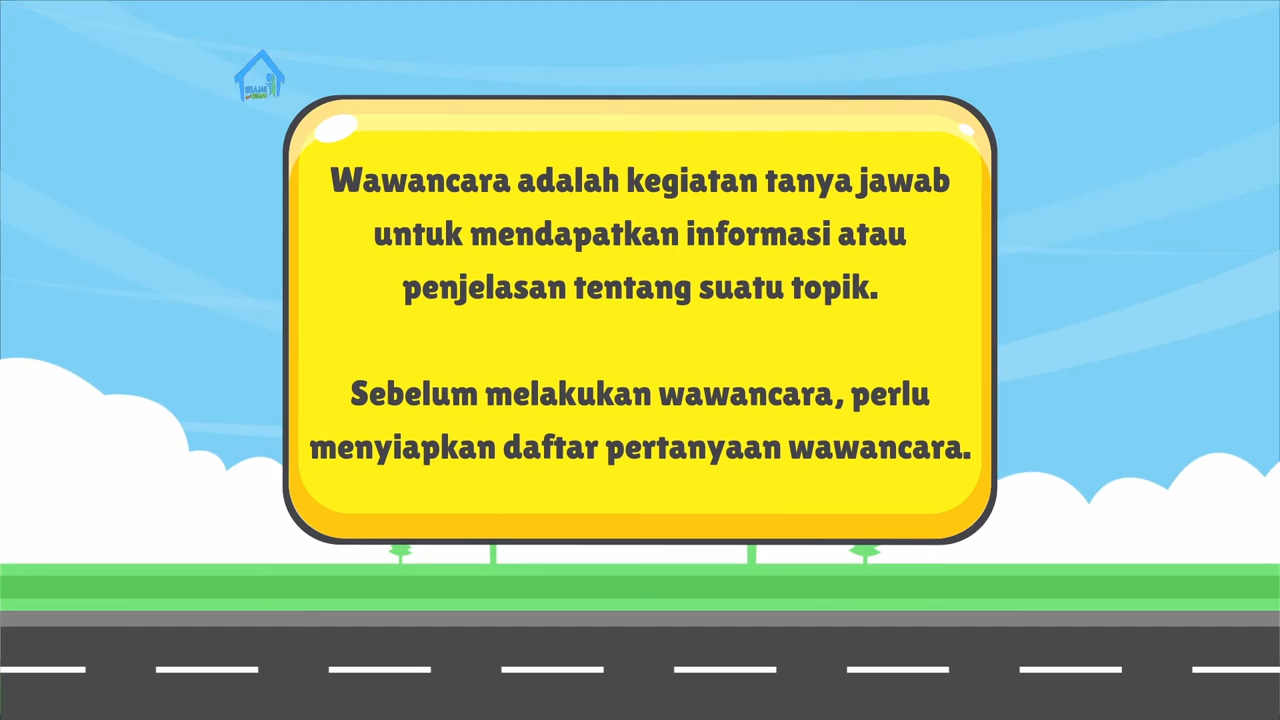 BELAJAR
Wawancara adalah kegiatan tanya jawab
untuk mendapatkan informasi atau
penjelasan tentang suatu topik.
Sebelum melakukan wawancara, perlu
menyiapkan daftar pertanyaan wawancara.